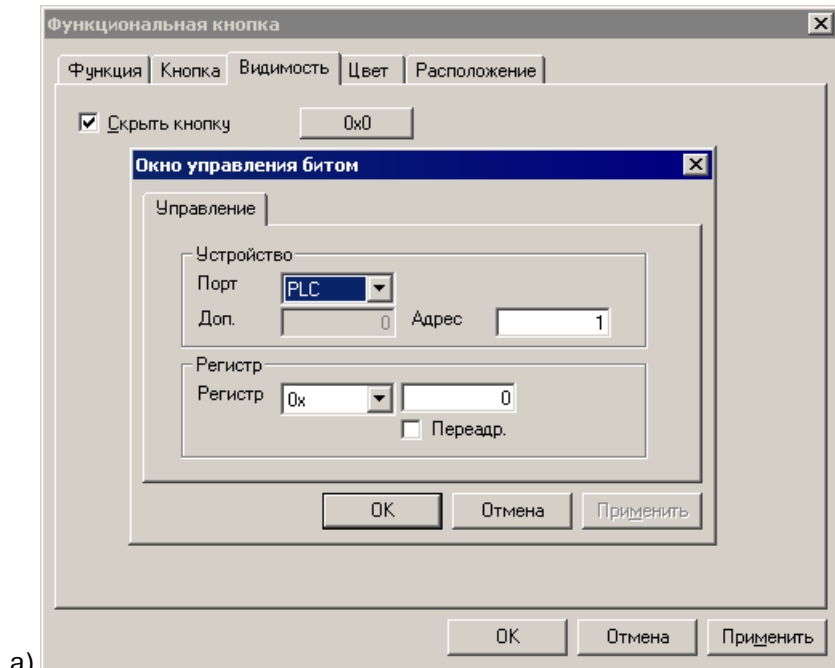 Функциональная кнопка
Функция Кнопка Видимость Цвет Расположение
Скрыть кнопку 0x0
Окно управления битом
Управление
Устройство
Порт PLC
Доп. 0 Адрес 1
Регистр
Регистр 0x 0
Переадр.
OK Отмена Применить
OK Отмена Применить
а)